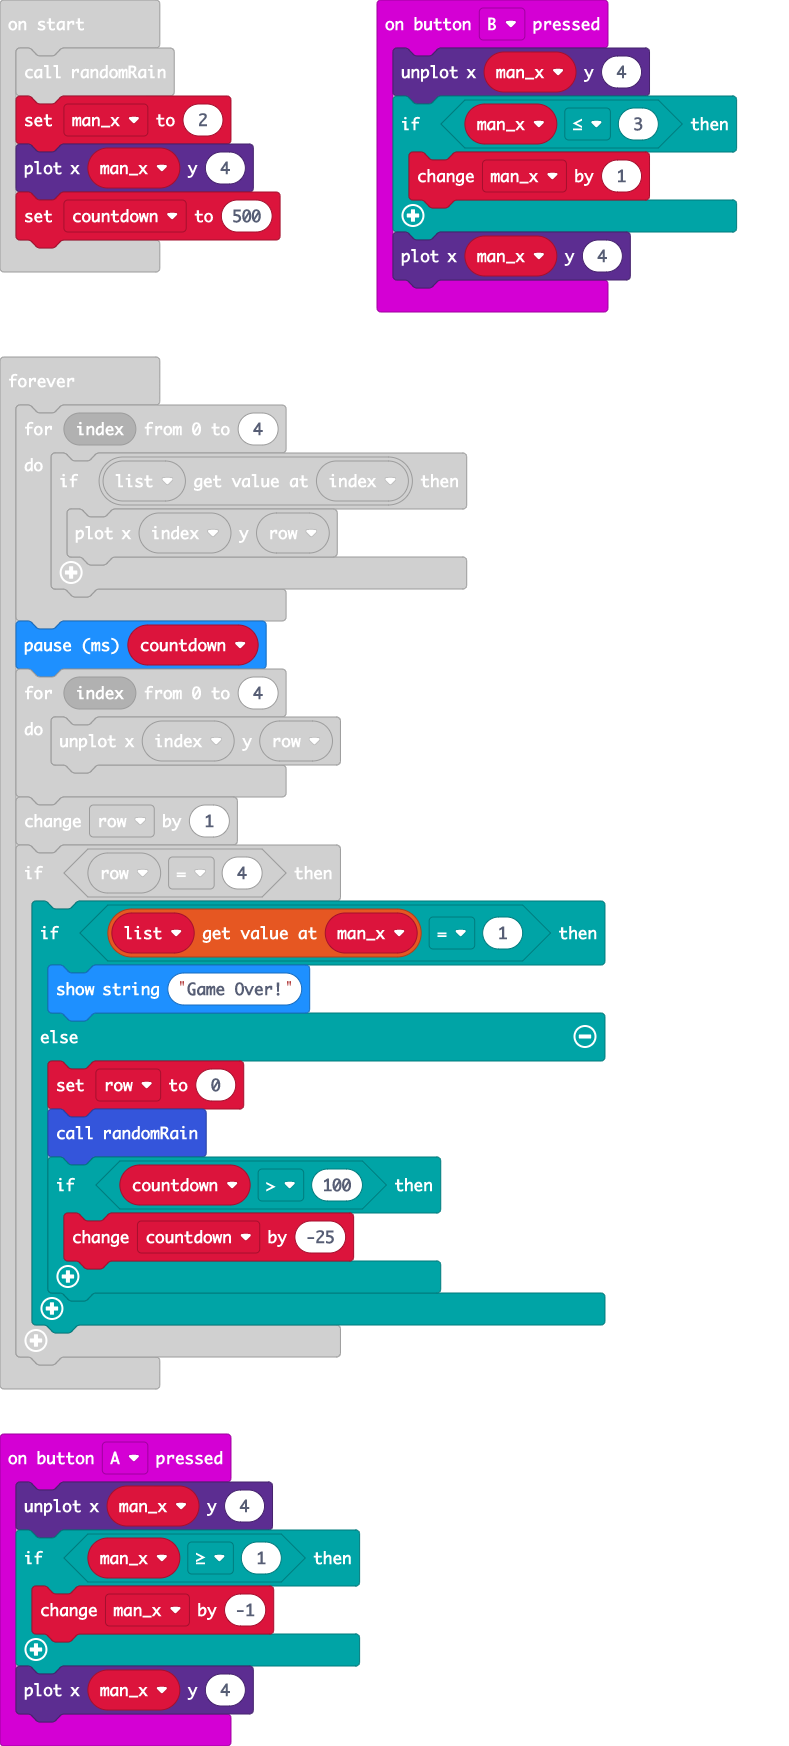 on start
call randomRain
set man_x to 2
plot x man_x y 4
set countdown to 500
on button B pressed
unplot x man_x y 4
if man_x ≤ 3 then
change man_x by 1
plot x man_x y 4
forever
for index from 0 to 4
do
if list get value at index then
plot x index y row
pause (ms) countdown
for index from 0 to 4
do
unplot x index y row
change row by 1
if row = 4 then
if list get value at man_x = 1 then
show string "Game Over!"
else
set row to 0
call randomRain
if countdown > 100 then
change countdown by -25
on button A pressed
unplot x man_x y 4
if man_x ≥ 1 then
change man_x by -1
plot x man_x y 4